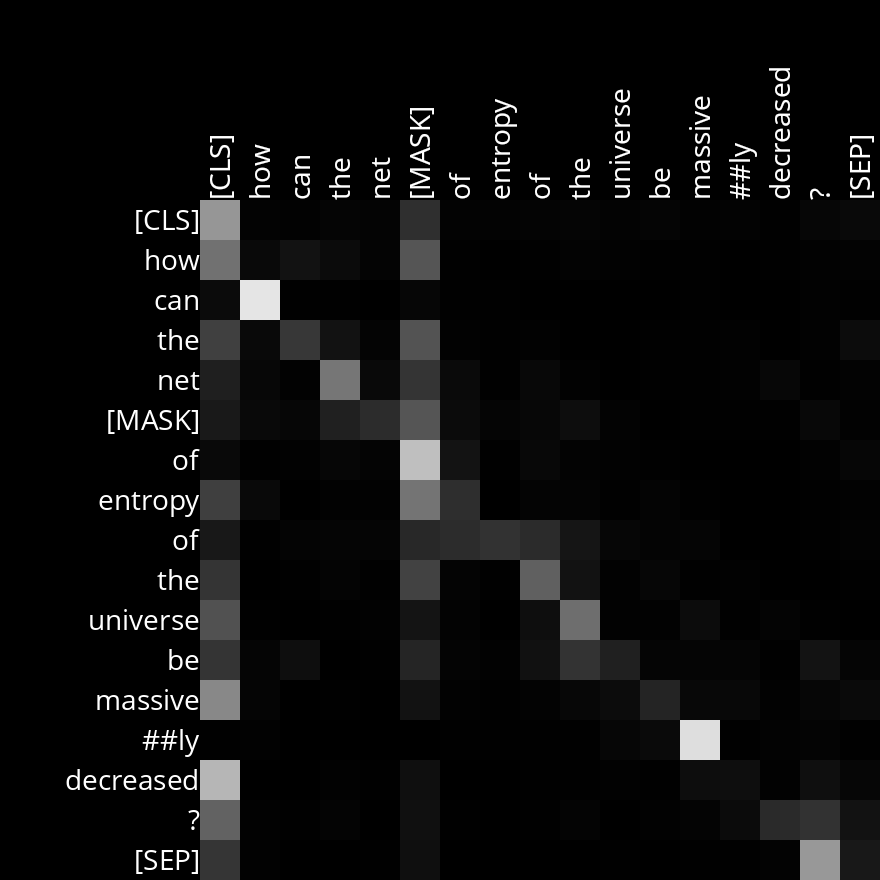 [CLS] how can the net [MASK] of entropy of the universe be massive ##ly decreased ? [SEP]
[CLS]
how
can
the
net
[MASK]
of
entropy
of
the
universe
be
massive
##ly
decreased
?
[SEP]